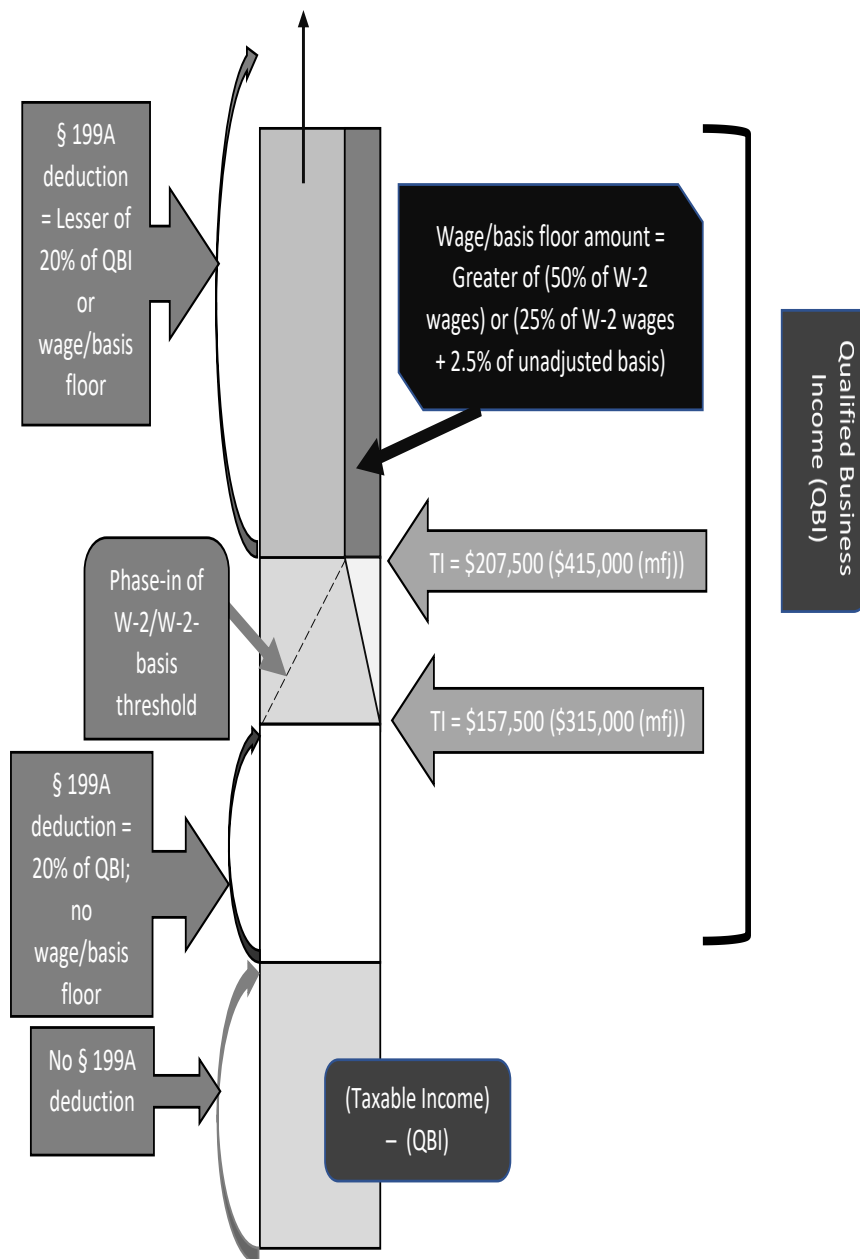 § 199A
deduction
= Lesser of
20% of QBI
or
wage/basis
floor
Wage/basis floor amount =
Greater of (50% of W-2
wages) or (25% of W-2 wages
+ 2.5% of unadjusted basis)
Qualified Business
Income (QBI)
TI = $207,500 ($415,000 (mfj))
Phase-in of
W-2/W-2-
basis
threshold
TI = $157,500 ($315,000 (mfj))
§ 199A
deduction =
20% of QBI;
no
wage/basis
floor
No § 199A
deduction
(Taxable Income)
– (QBI)